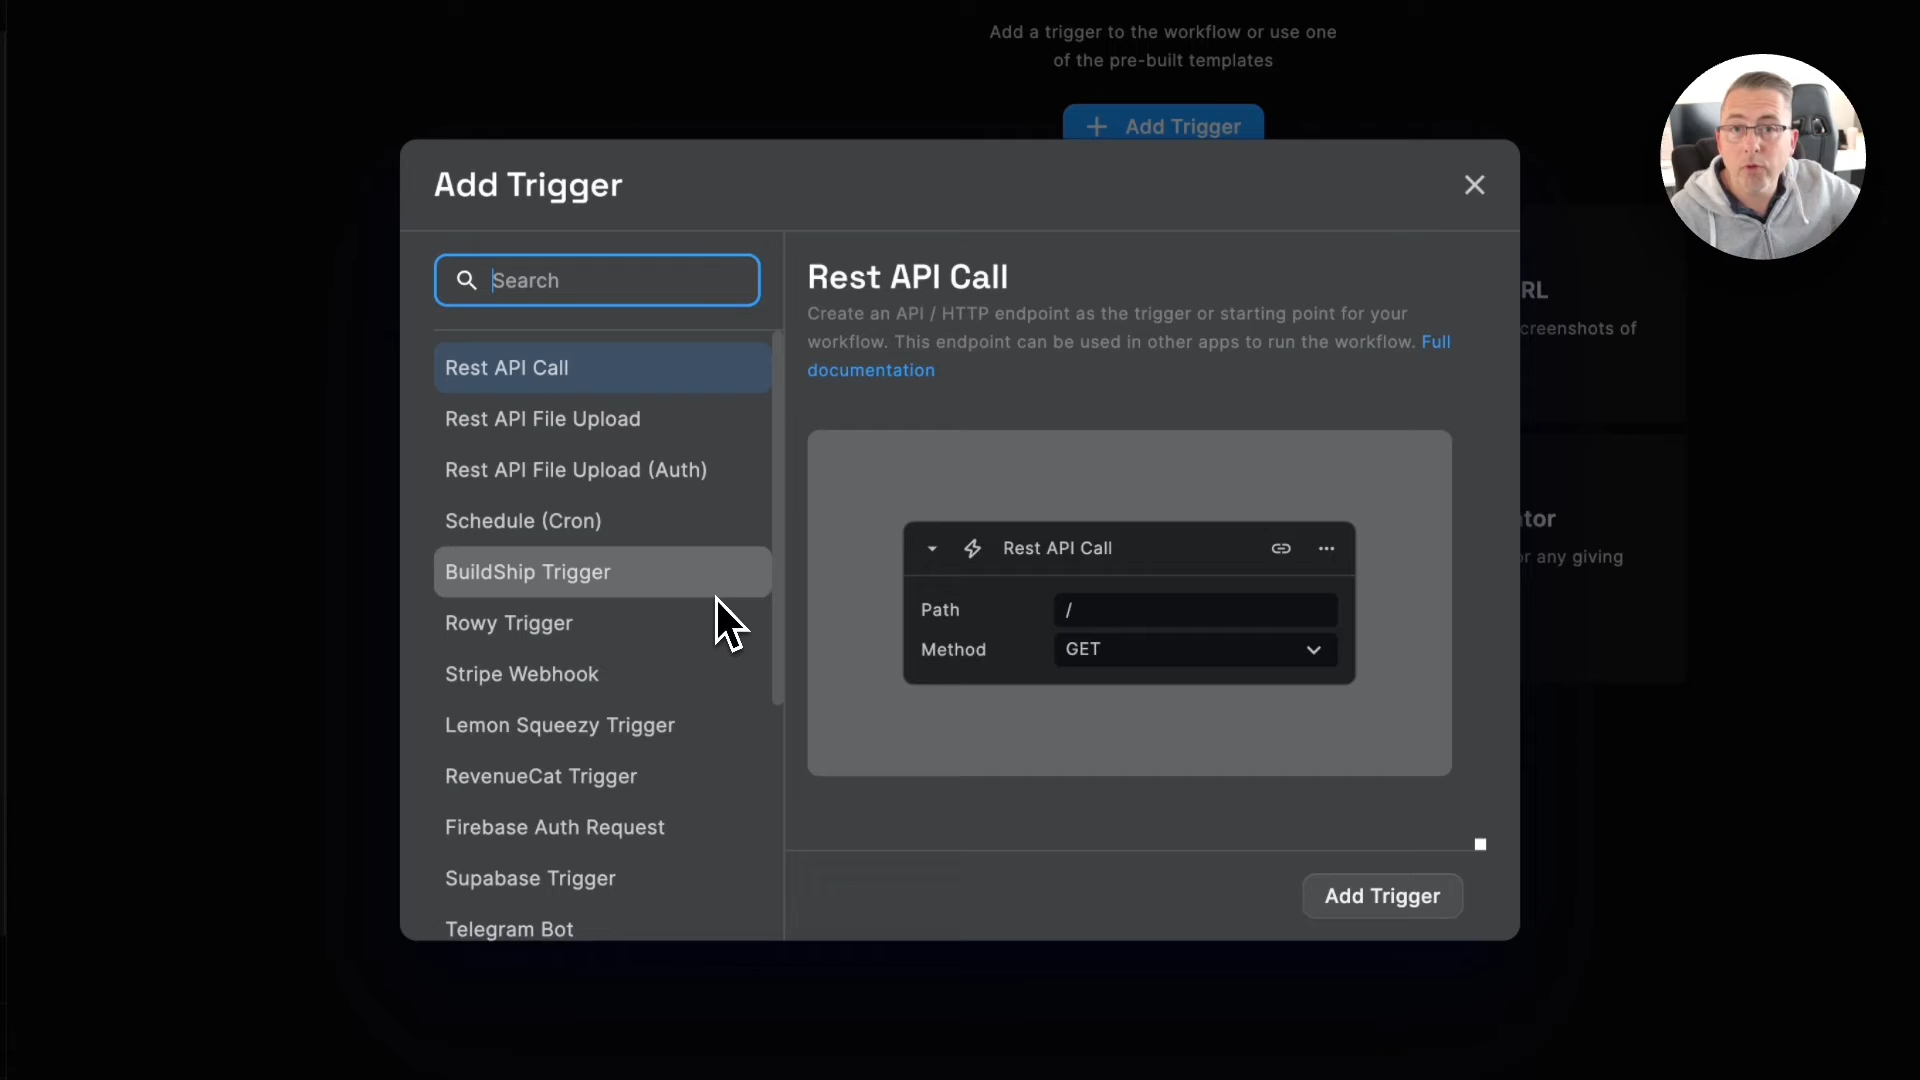 Add a trigger to the workflow or use one
of the pre-built templates
Add Trigger
Add Trigger
Search
Rest API Call
Rest API File Upload
Rest API File Upload (Auth)
Schedule (Cron)
BuildShip Trigger
Rowy Trigger
Stripe Webhook
Lemon Squeezy Trigger
RevenueCat Trigger
Firebase Auth Request
Supabase Trigger
Telegram Bot
Rest API Call
Create an API / HTTP endpoint as the trigger or starting point for your
workflow. This endpoint can be used in other apps to run the workflow. Full
documentation
Rest API Call
Path
/
Method
GET
Add Trigger
RL
creenshots of
tor
or any giving